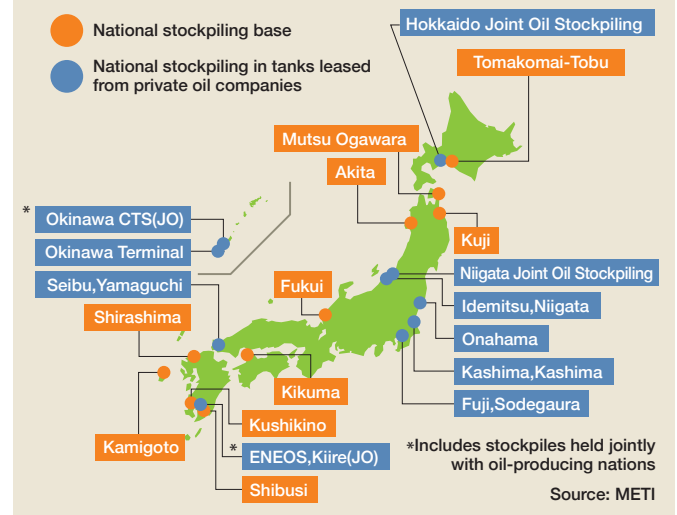 National stockpiling base
National stockpiling in tanks leased
from private oil companies
Hokkaido Joint Oil Stockpiling
Tomakomai-Tobu
Mutsu Ogawara
Akita
*
Okinawa CTS(JO)
Okinawa Terminal
Kuji
Seibu,Yamaguchi
Fukui
Niigata Joint Oil Stockpiling
Idemitsu,Niigata
Shirashima
Onahama
Kashima,Kashima
Kikuma
Fuji,Sodegaura
Kushikino
Kamigoto
*
ENEOS,Kiire(JO)
Shibusi
*Includes stockpiles held jointly
with oil-producing nations
Source: METI